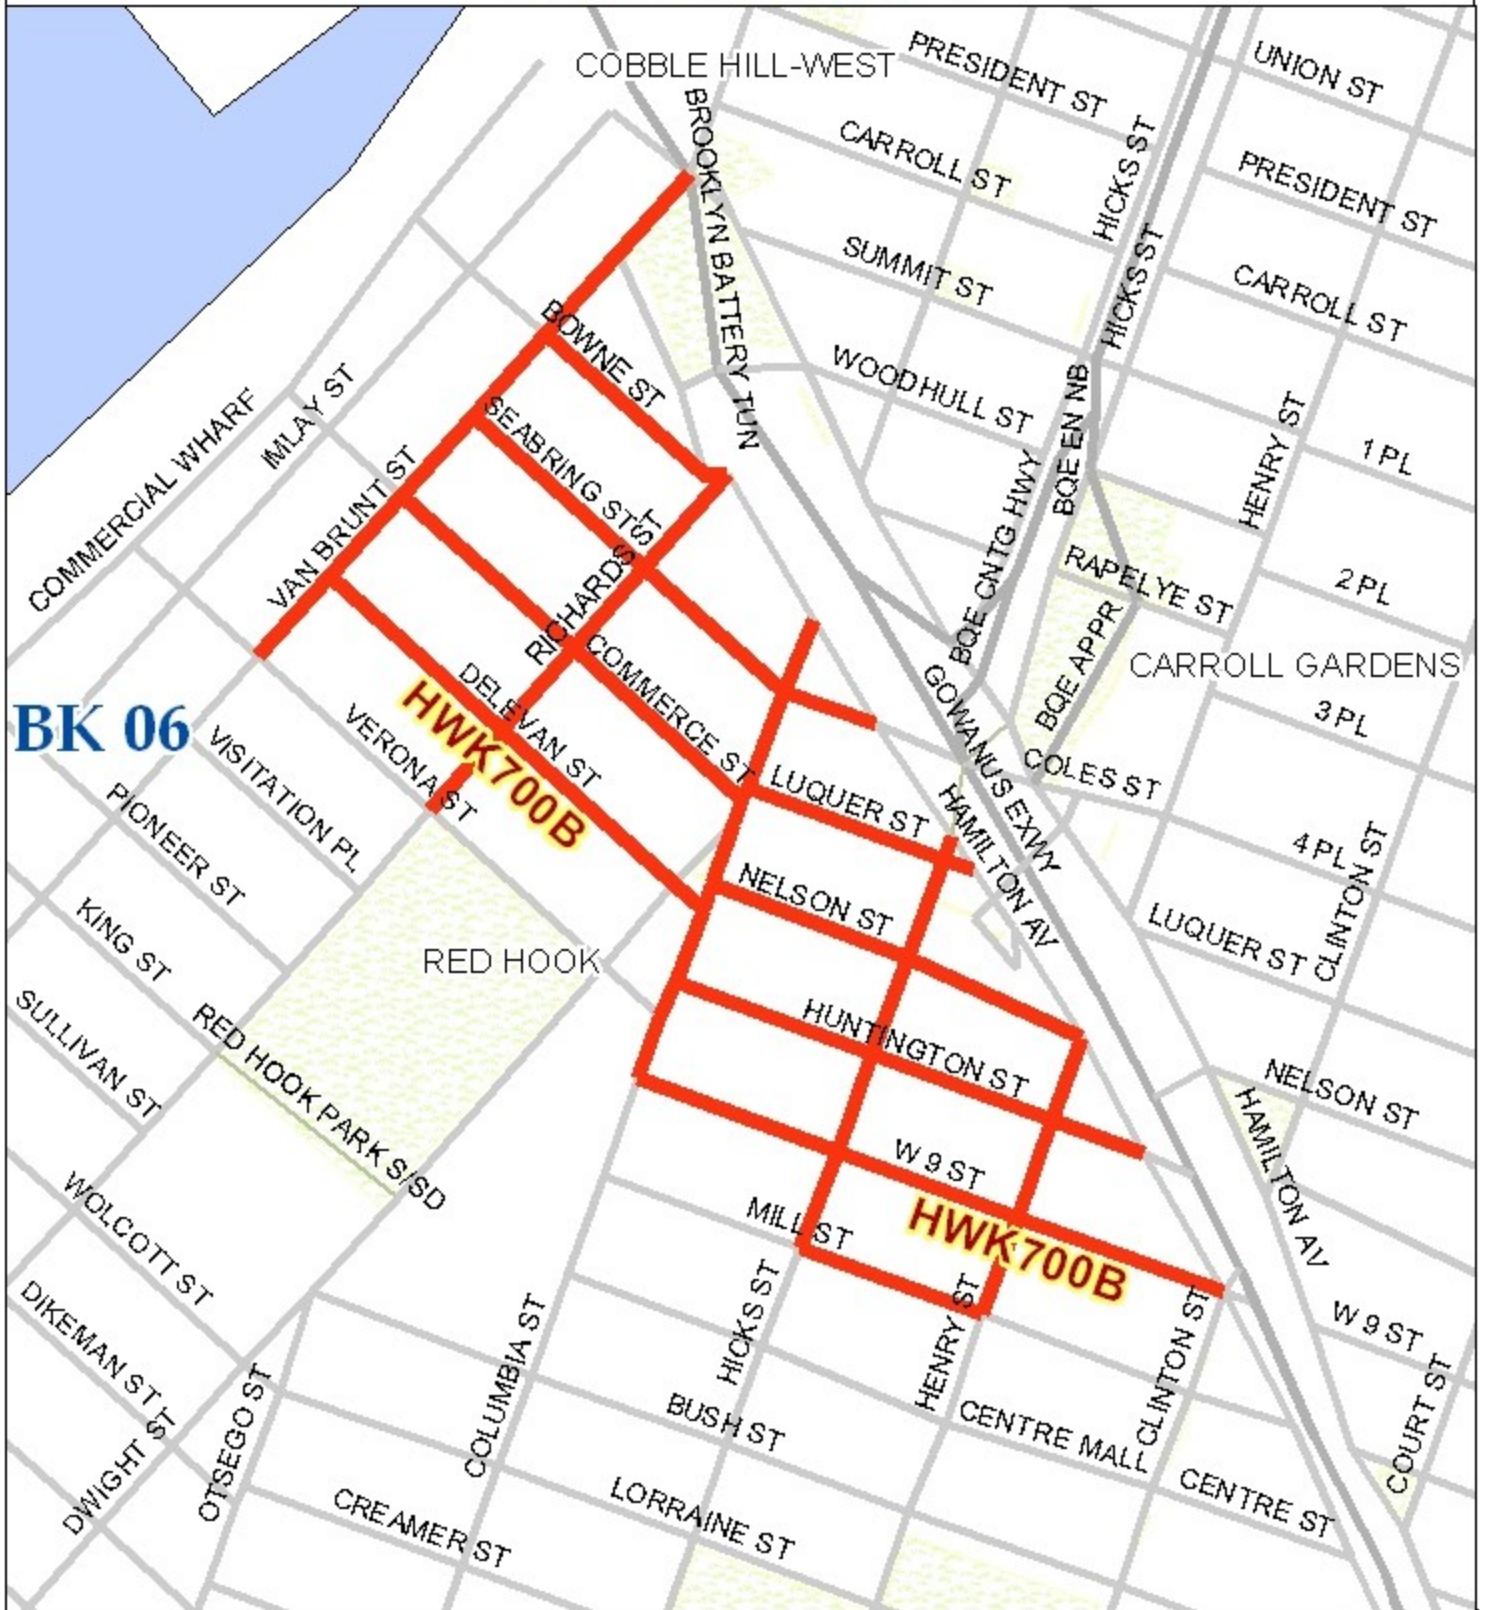 COBBLE HILL-WEST
PRESIDENT ST
UNION ST
BROOKLYN BATTERY TUN
CARROLL ST
HICKS ST
PRESIDENT ST
SUMMIT ST
HICKS ST
CARROLL ST
BOWNE ST
WOODHULL ST
BQE EN NB
HENRY ST
1 PL
IMLAY ST
COMMERCIAL WHARF
SEABRING ST
VAN BRUNT ST
RICHARDS ST
BQE CNTG HWY
RAPELYE ST
2 PL
BQE APPR
CARROLL GARDENS
COMMERCE ST
DELEVAN ST
HWK700B
GOWANUS EXWY
3 PL
BK 06
VERONA ST
VISITATION PL
COLES ST
LUQUER ST
HAMILTON AV
4 PL
CLINTON ST
PIONEER ST
NELSON ST
LUQUER ST
KING ST
RED HOOK
SULLIVAN ST
RED HOOK PARK S/SD
HUNTINGTON ST
NELSON ST
HAMILTON AV
W 9 ST
WOLCOTT ST
MILL ST
HWK700B
DIKEMAN ST
HICKS ST
HENRY ST
CLINTON ST
W 9 ST
COLUMBIA ST
OTSEGO ST
DWIGHT ST
BUSH ST
CENTRE MALL
COURT ST
CENTRE ST
LORRAINE ST
CREAMER ST